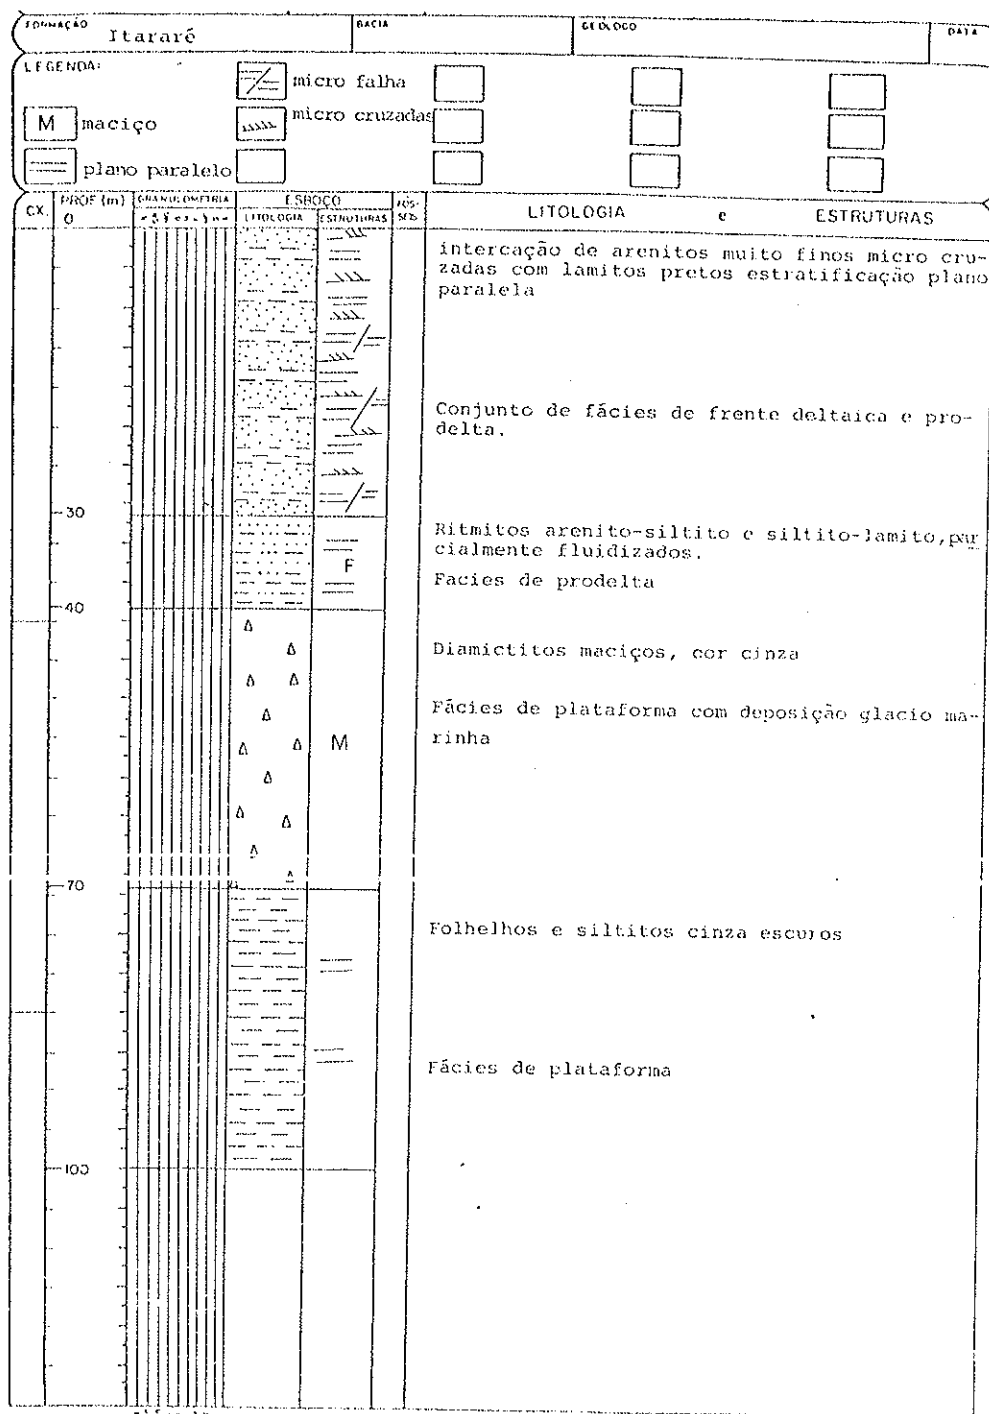 FORMAÇÃO
Itararé
BACIA
GEÓLOGO
DATA
LEGENDA:
micro falha
M maciço
micro cruzadas
plano paralelo
CX.
PROF (m)
GRANULOMETRIA
ESBOÇO
LITOLOGIA
ESTRUTURAS
FÓS-
SEIS
LITOLOGIA e ESTRUTURAS
0
intercação de arenitos muito finos micro cru-
zadas com lamitos pretos estratificação plano
paralela
Conjunto de fácies de frente deltaica e pro-
delta.
30
Ritmitos arenito-siltito e siltito-lamito,par
cialmente fluidizados.
F
Facies de prodelta
40
Diamictitos maciços, cor cinza
Fácies de plataforma com deposição glacio ma-
rinha
M
70
Folhelhos e siltitos cinza escuros
Fácies de plataforma
100